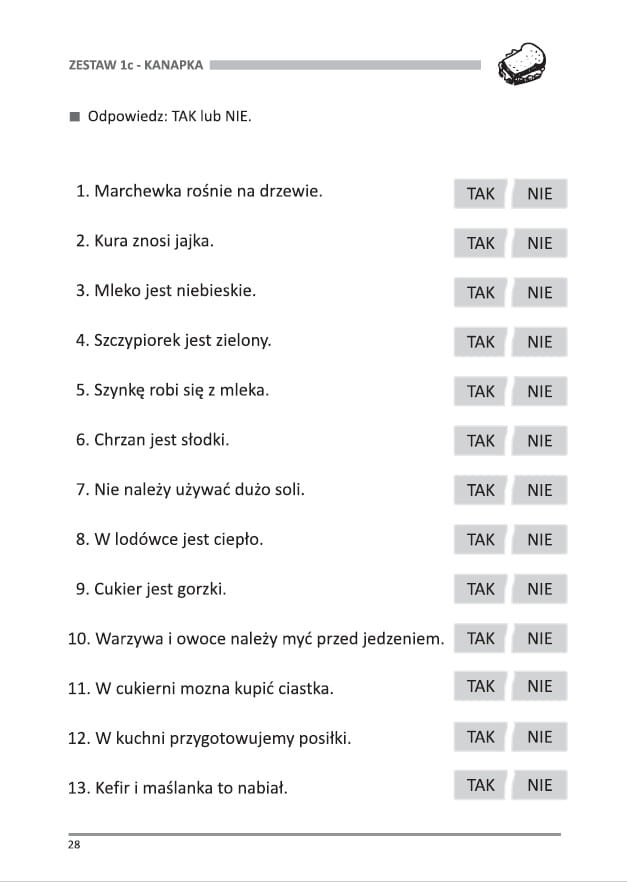 ZESTAW 1c - KANAPKA
Odpowiedz: TAK lub NIE.
1. Marchewka rośnie na drzewie. TAK NIE
2. Kura znosi jajka. TAK NIE
3. Mleko jest niebieskie. TAK NIE
4. Szczypiorek jest zielony. TAK NIE
5. Szynkę robi się z mleka. TAK NIE
6. Chrzan jest słodki. TAK NIE
7. Nie należy używać dużo soli. TAK NIE
8. W lodówce jest ciepło. TAK NIE
9. Cukier jest gorzki. TAK NIE
10. Warzywa i owoce należy myć przed jedzeniem. TAK NIE
11. W cukierni mozna kupić ciastka. TAK NIE
12. W kuchni przygotowujemy posiłki. TAK NIE
13. Kefir i maślanka to nabiał. TAK NIE
28